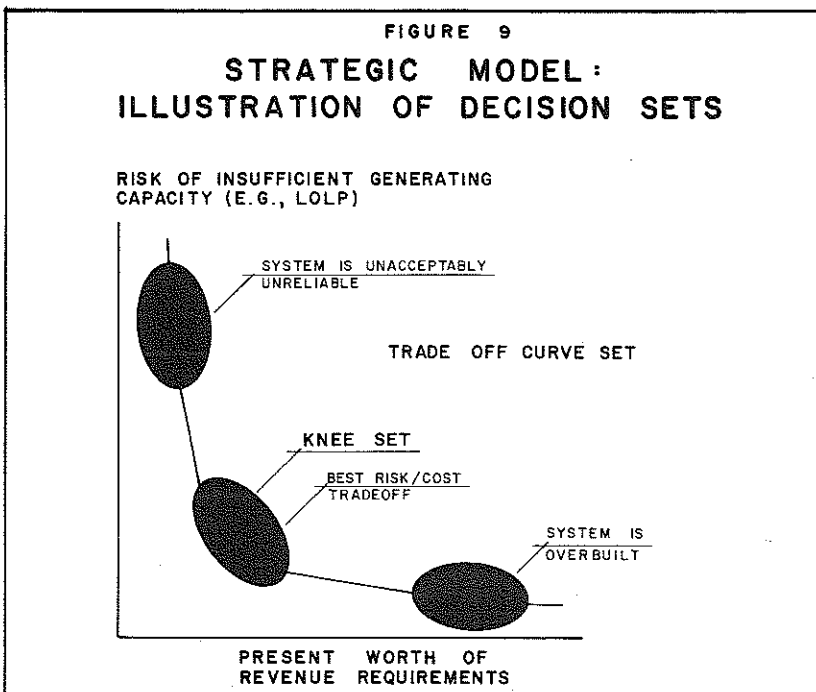 FIGURE 9
STRATEGIC MODEL:
ILLUSTRATION OF DECISION SETS
RISK OF INSUFFICIENT GENERATING
CAPACITY (E.G., LOLP)
SYSTEM IS UNACCEPTABLY
UNRELIABLE
TRADE OFF CURVE SET
KNEE SET
BEST RISK/COST
TRADEOFF
SYSTEM IS
OVERBUILT
PRESENT WORTH OF
REVENUE REQUIREMENTS